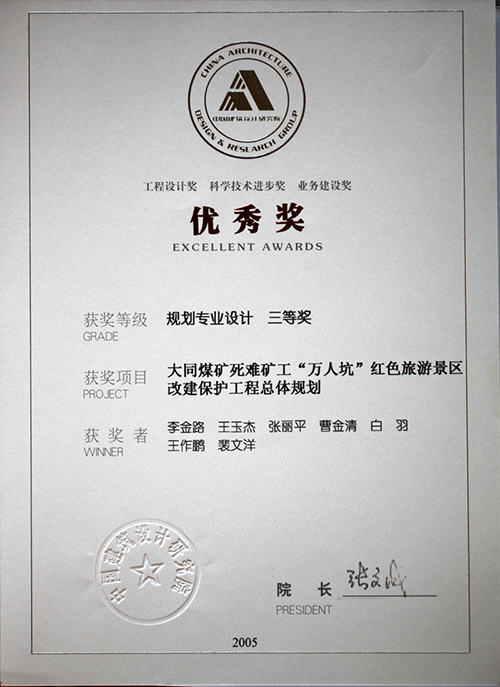 CHINA ARCHITECTURE
中国建筑设计研究院
DESIGN & RESEARCH GROUP
工程设计奖 科学技术进步奖 业务建设奖
优秀奖
EXCELLENT AWARDS
获奖等级 规划专业设计 三等奖
GRADE
获奖项目 大同煤矿死难矿工“万人坑”红色旅游景区
PROJECT 改建保护工程总体规划
获奖者 李金路 王玉杰 张丽平 曹金清 白羽
WINNER 王作鹏 裴文洋
中国建筑设计研究院
院长
PRESIDENT
2005